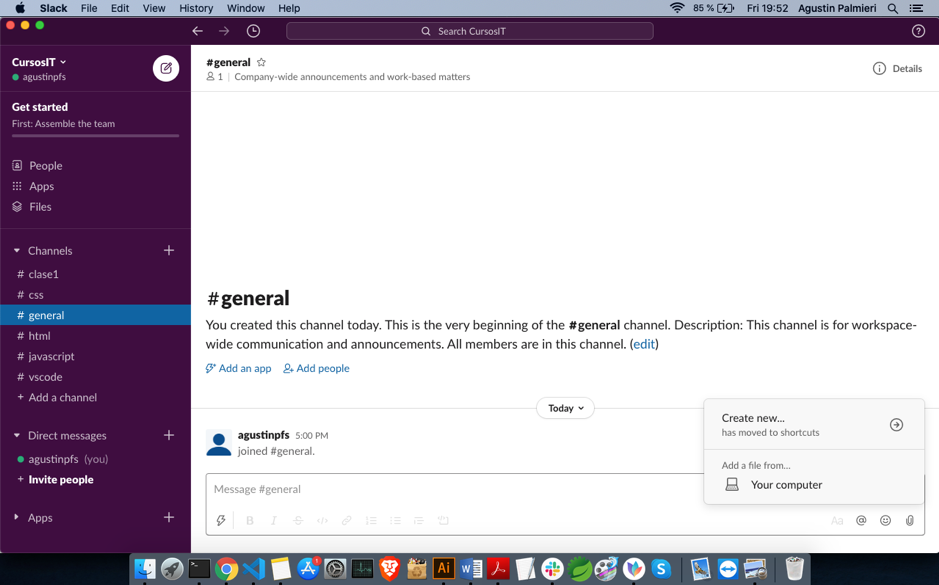 Slack File Edit View History Window Help 85 % Fri 19:52 Agustin Palmieri
Search CursosIT
CursosIT
agustinpfs
Get started
First: Assemble the team
People
Apps
Files
Channels
# clase1
# css
# general
# html
# javascript
# vscode
+ Add a channel
Direct messages
agustinpfs (you)
+ Invite people
Apps
#general
1 | Company-wide announcements and work-based matters
Details
#general
You created this channel today. This is the very beginning of the #general channel. Description: This channel is for workspace-
wide communication and announcements. All members are in this channel. (edit)
Add an app Add people
Today
agustinpfs 5:00 PM
joined #general.
Create new...
has moved to shortcuts
Add a file from...
Your computer
Message #general
B I S Aa @
Ai W S